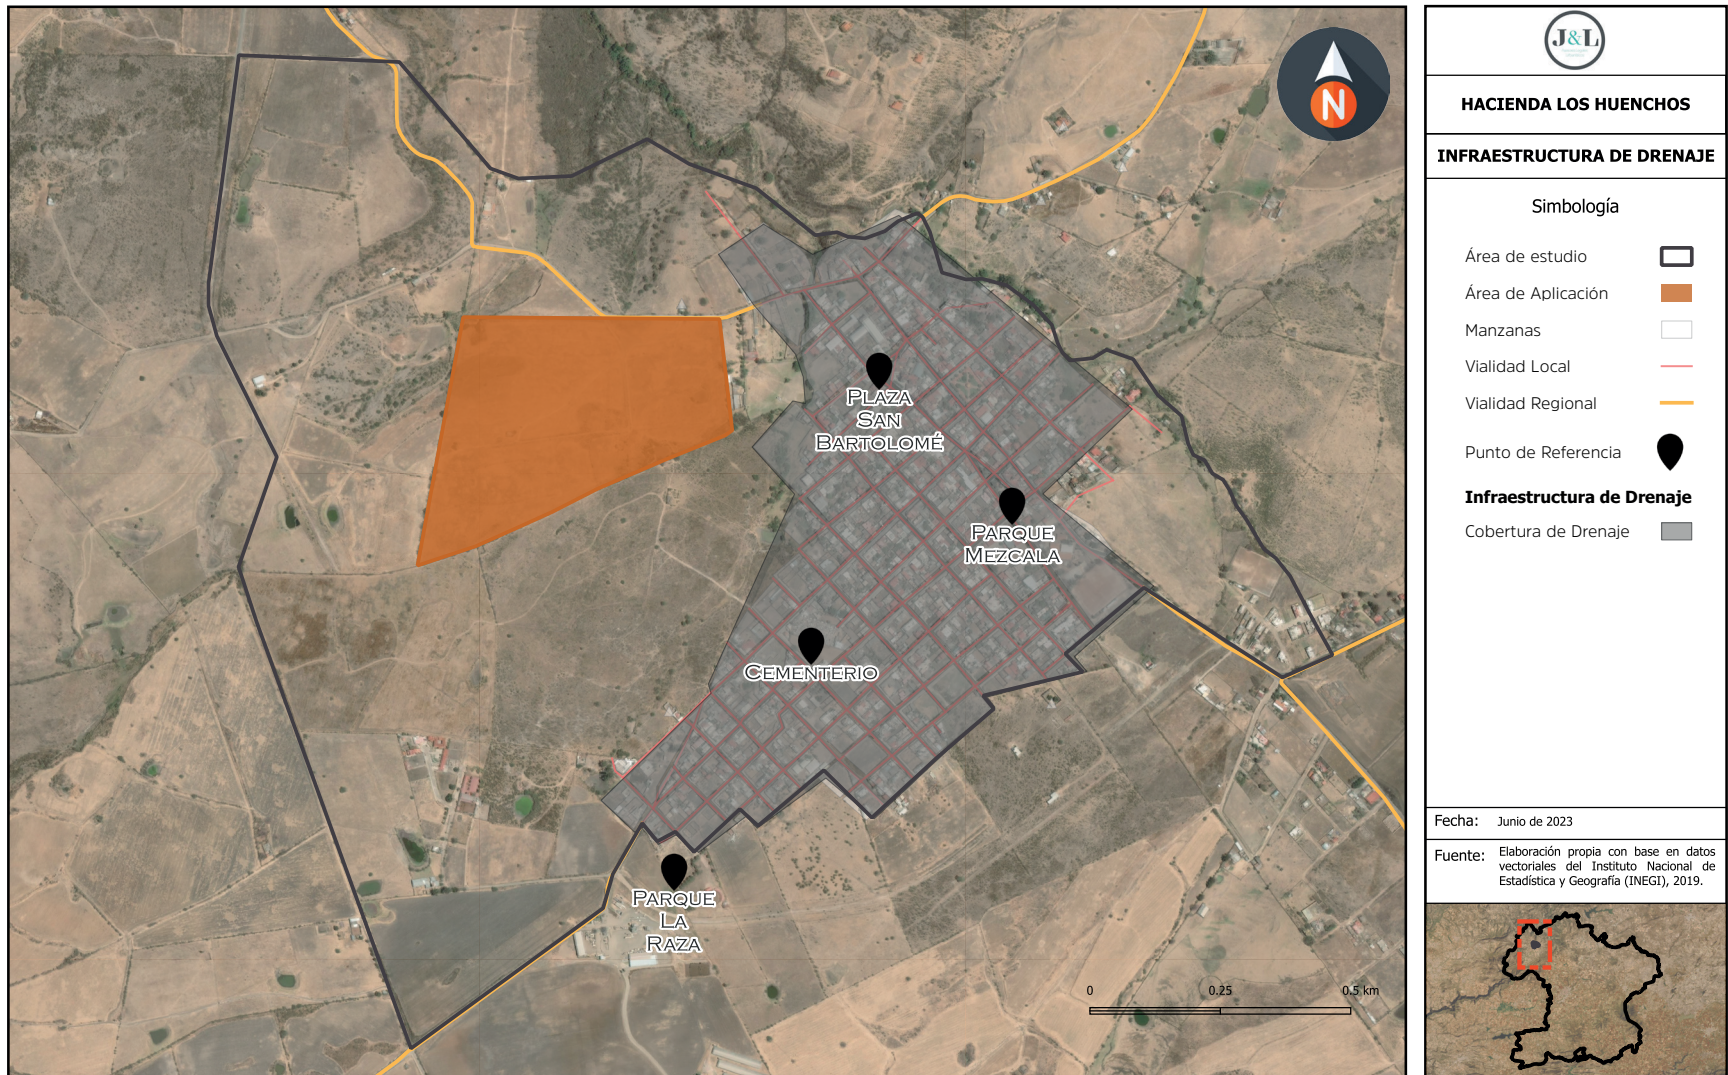 N
PLAZA
SAN
BARTOLOMÉ
PARQUE
MEZCALA
CEMENTERIO
PARQUE
LA
RAZA
0 0.25 0.5 km
J&L
HACIENDA LOS HUENCHOS
INFRAESTRUCTURA DE DRENAJE
Simbología
Área de estudio
Área de Aplicación
Manzanas
Vialidad Local
Vialidad Regional
Punto de Referencia
Infraestructura de Drenaje
Cobertura de Drenaje
Fecha: Junio de 2023
Fuente: Elaboración propia con base en datos
vectoriales del Instituto Nacional de
Estadística y Geografía (INEGI), 2019.